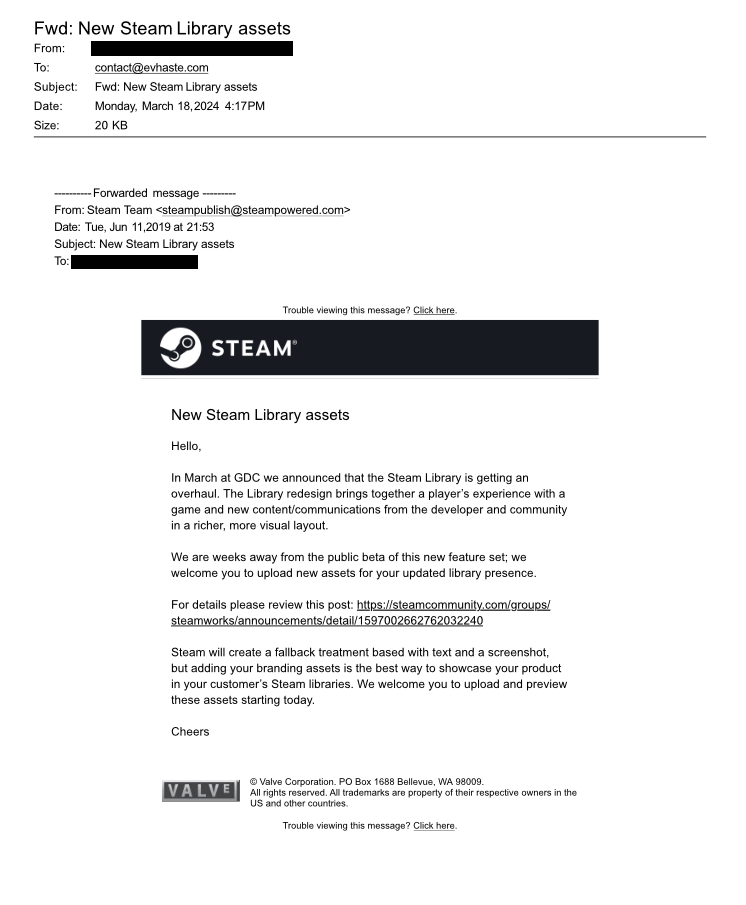 Fwd: New Steam Library assets
From:
To: contact@evhaste.com
Subject: Fwd: New Steam Library assets
Date: Monday, March 18,2024 4:17PM
Size: 20 KB
---------- Forwarded message ---------
From: Steam Team <steampublish@steampowered.com>
Date: Tue, Jun 11,2019 at 21:53
Subject: New Steam Library assets
To:
Trouble viewing this message? Click here.
STEAM®
New Steam Library assets
Hello,
In March at GDC we announced that the Steam Library is getting an
overhaul. The Library redesign brings together a player’s experience with a
game and new content/communications from the developer and community
in a richer, more visual layout.
We are weeks away from the public beta of this new feature set; we
welcome you to upload new assets for your updated library presence.
For details please review this post: https://steamcommunity.com/groups/
steamworks/announcements/detail/1597002662762032240
Steam will create a fallback treatment based with text and a screenshot,
but adding your branding assets is the best way to showcase your product
in your customer’s Steam libraries. We welcome you to upload and preview
these assets starting today.
Cheers
VALVE
© Valve Corporation. PO Box 1688 Bellevue, WA 98009.
All rights reserved. All trademarks are property of their respective owners in the
US and other countries.
Trouble viewing this message? Click here.